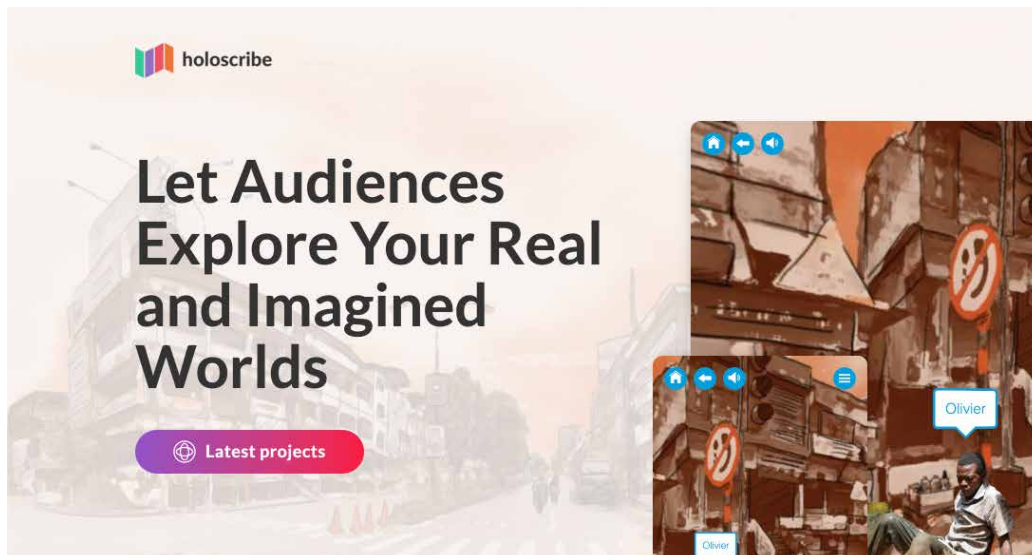 holoscribe
Let Audiences
Explore Your Real
and Imagined
Worlds
Latest projects
Olivier
Olivier